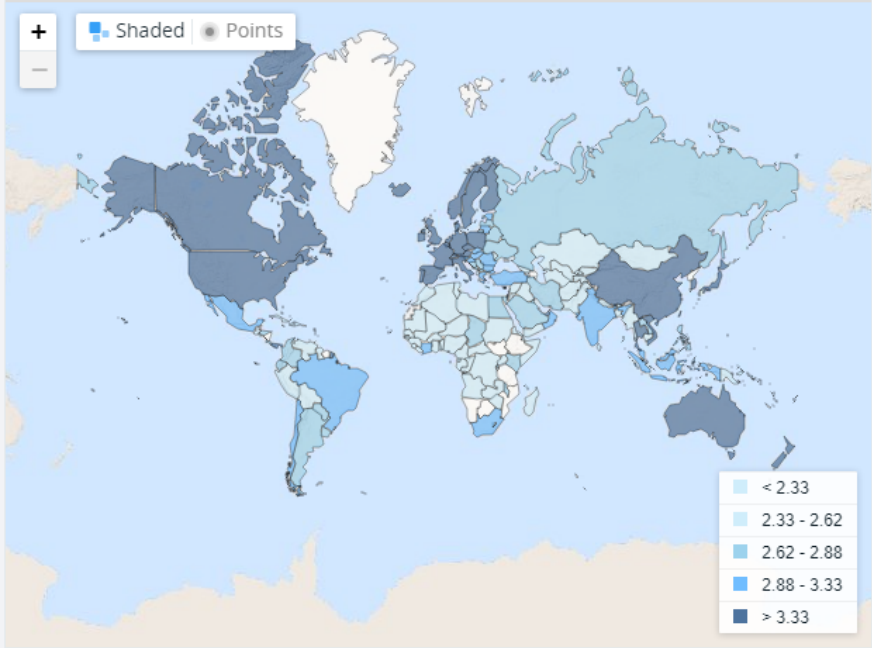 +
Shaded Points
−
< 2.33
2.33 - 2.62
2.62 - 2.88
2.88 - 3.33
> 3.33